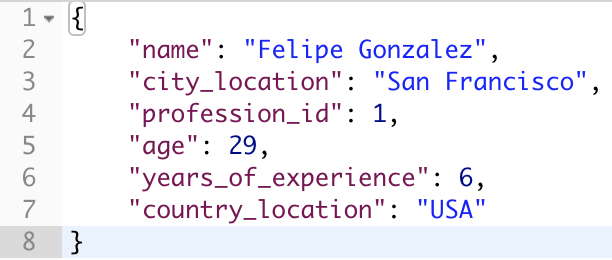 1 {
2     "name": "Felipe Gonzalez",
3     "city_location": "San Francisco",
4     "profession_id": 1,
5     "age": 29,
6     "years_of_experience": 6,
7     "country_location": "USA"
8 }